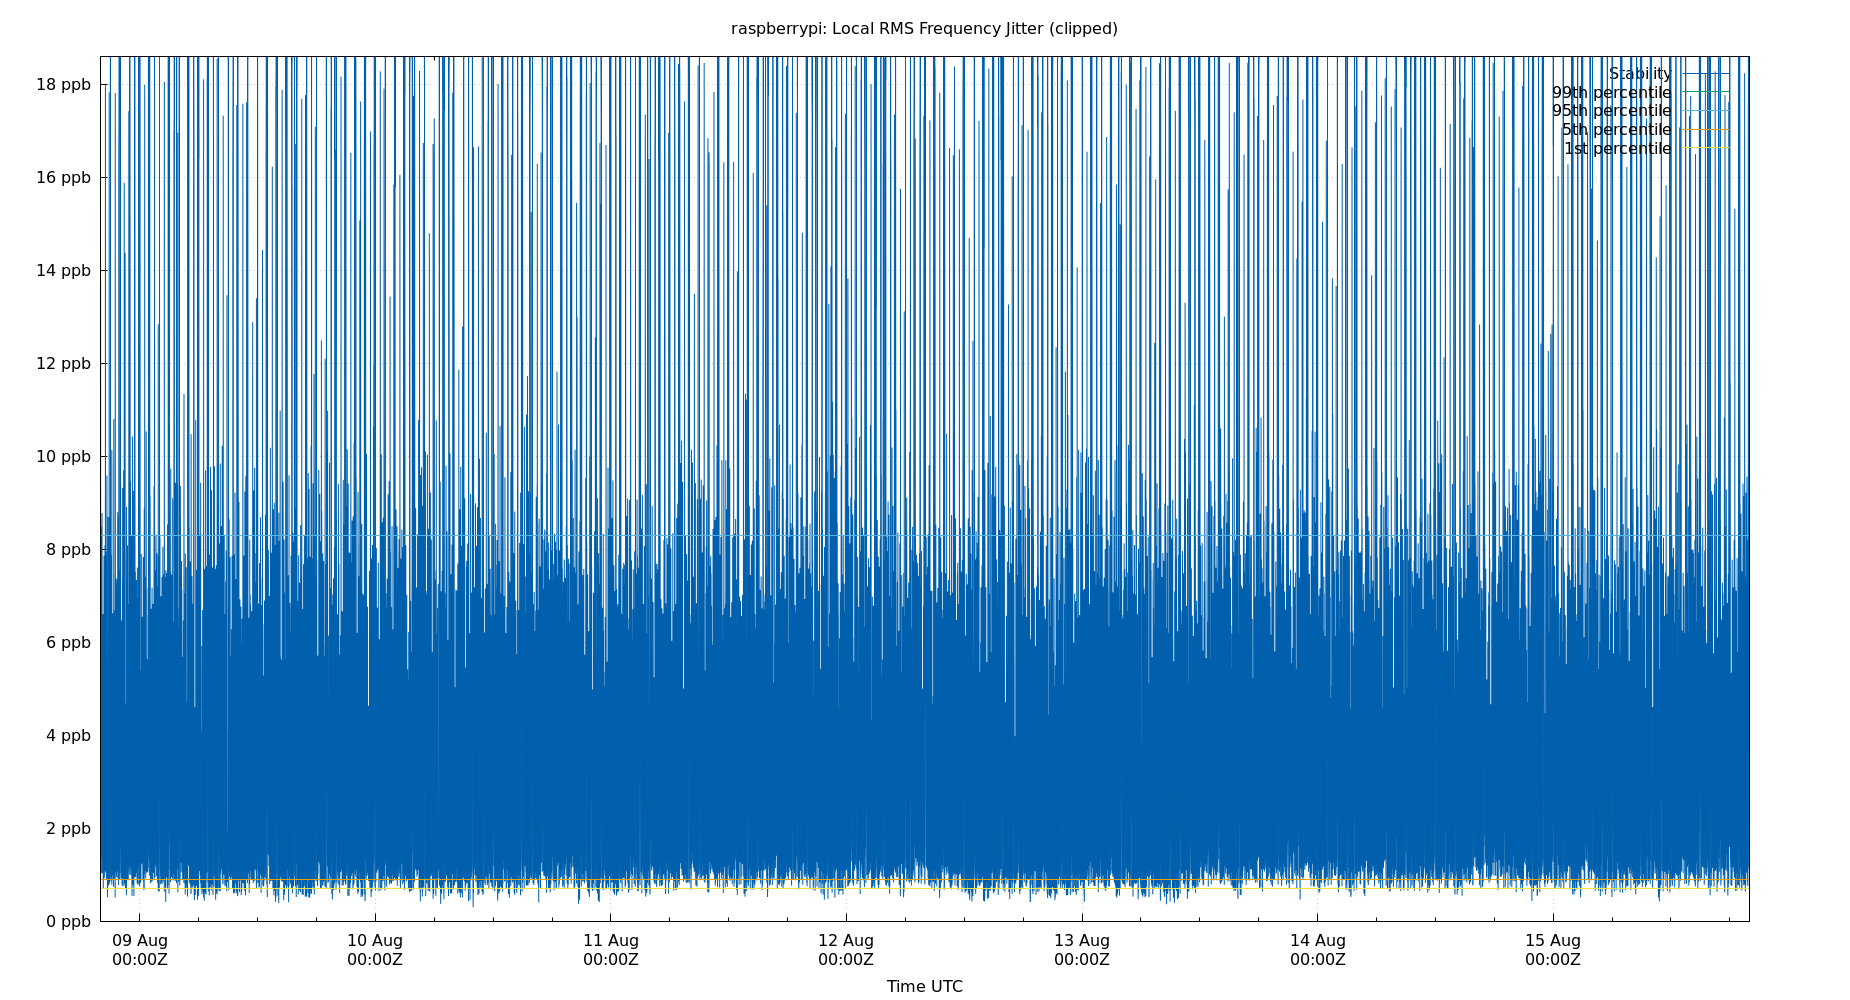 raspberrypi: Local RMS Frequency Jitter (clipped)
18 ppb
16 ppb
14 ppb
12 ppb
10 ppb
8 ppb
6 ppb
4 ppb
2 ppb
0 ppb
Stability
99th percentile
95th percentile
5th percentile
1st percentile
09 Aug
00:00Z
10 Aug
00:00Z
11 Aug
00:00Z
12 Aug
00:00Z
13 Aug
00:00Z
14 Aug
00:00Z
15 Aug
00:00Z
Time UTC